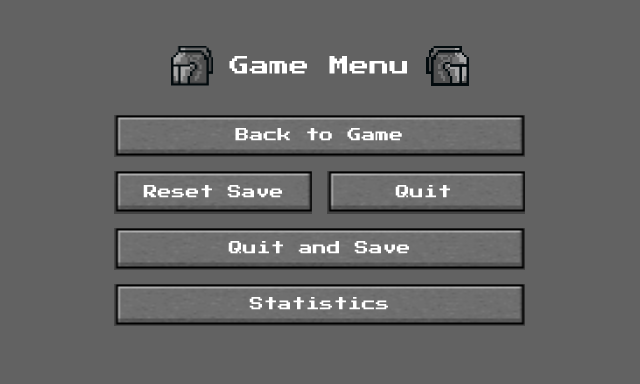 Game Menu
Back to Game
Reset Save
Quit
Quit and Save
Statistics